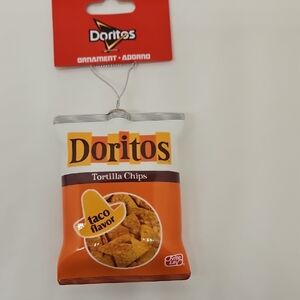 Doritos
ORNAMENT • ADORNO
Doritos
Tortilla Chips
taco
flavor